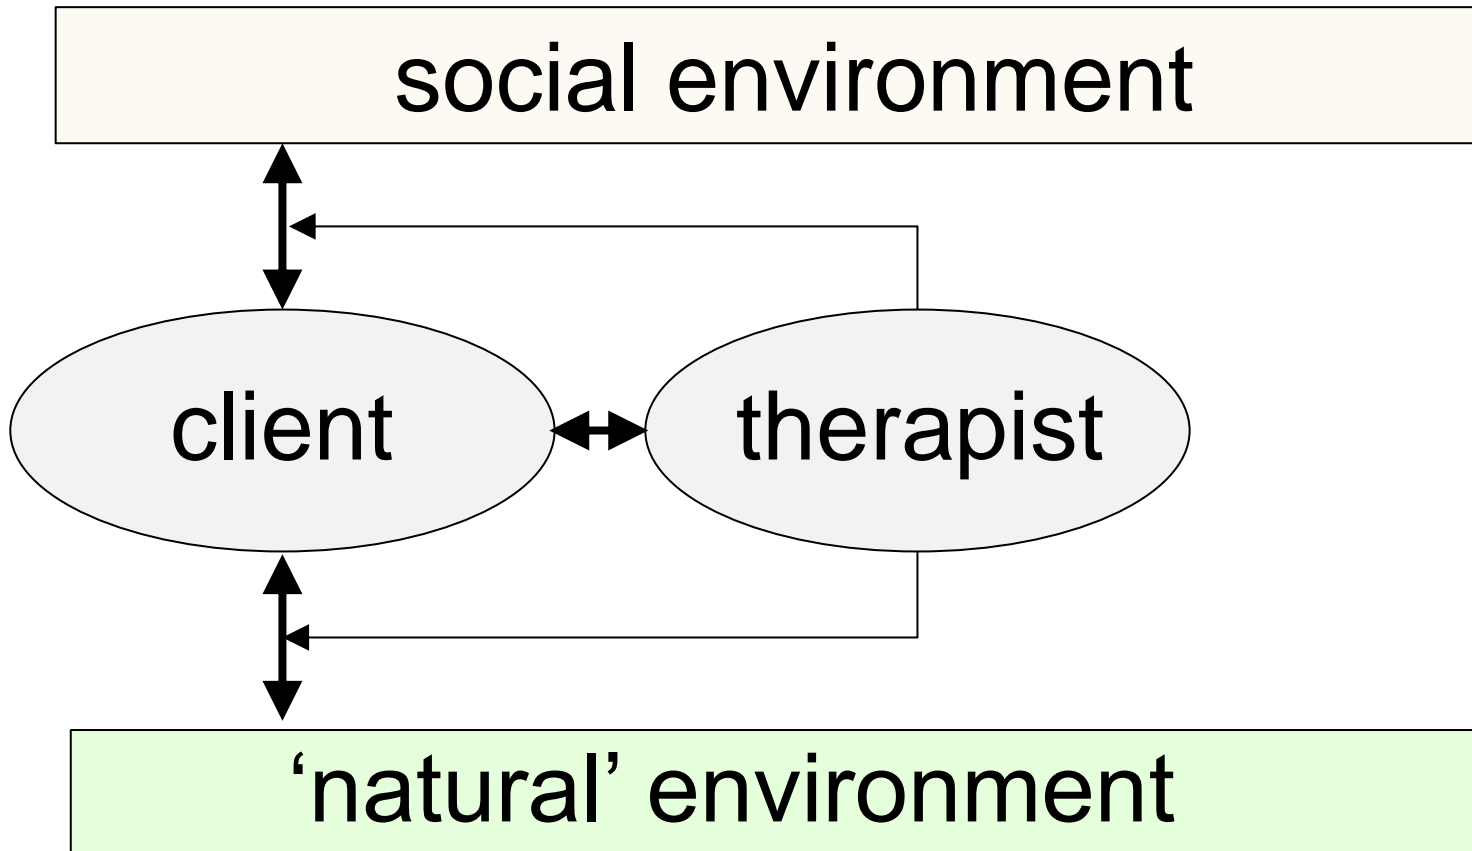 social environment
client
therapist
‘natural’ environment